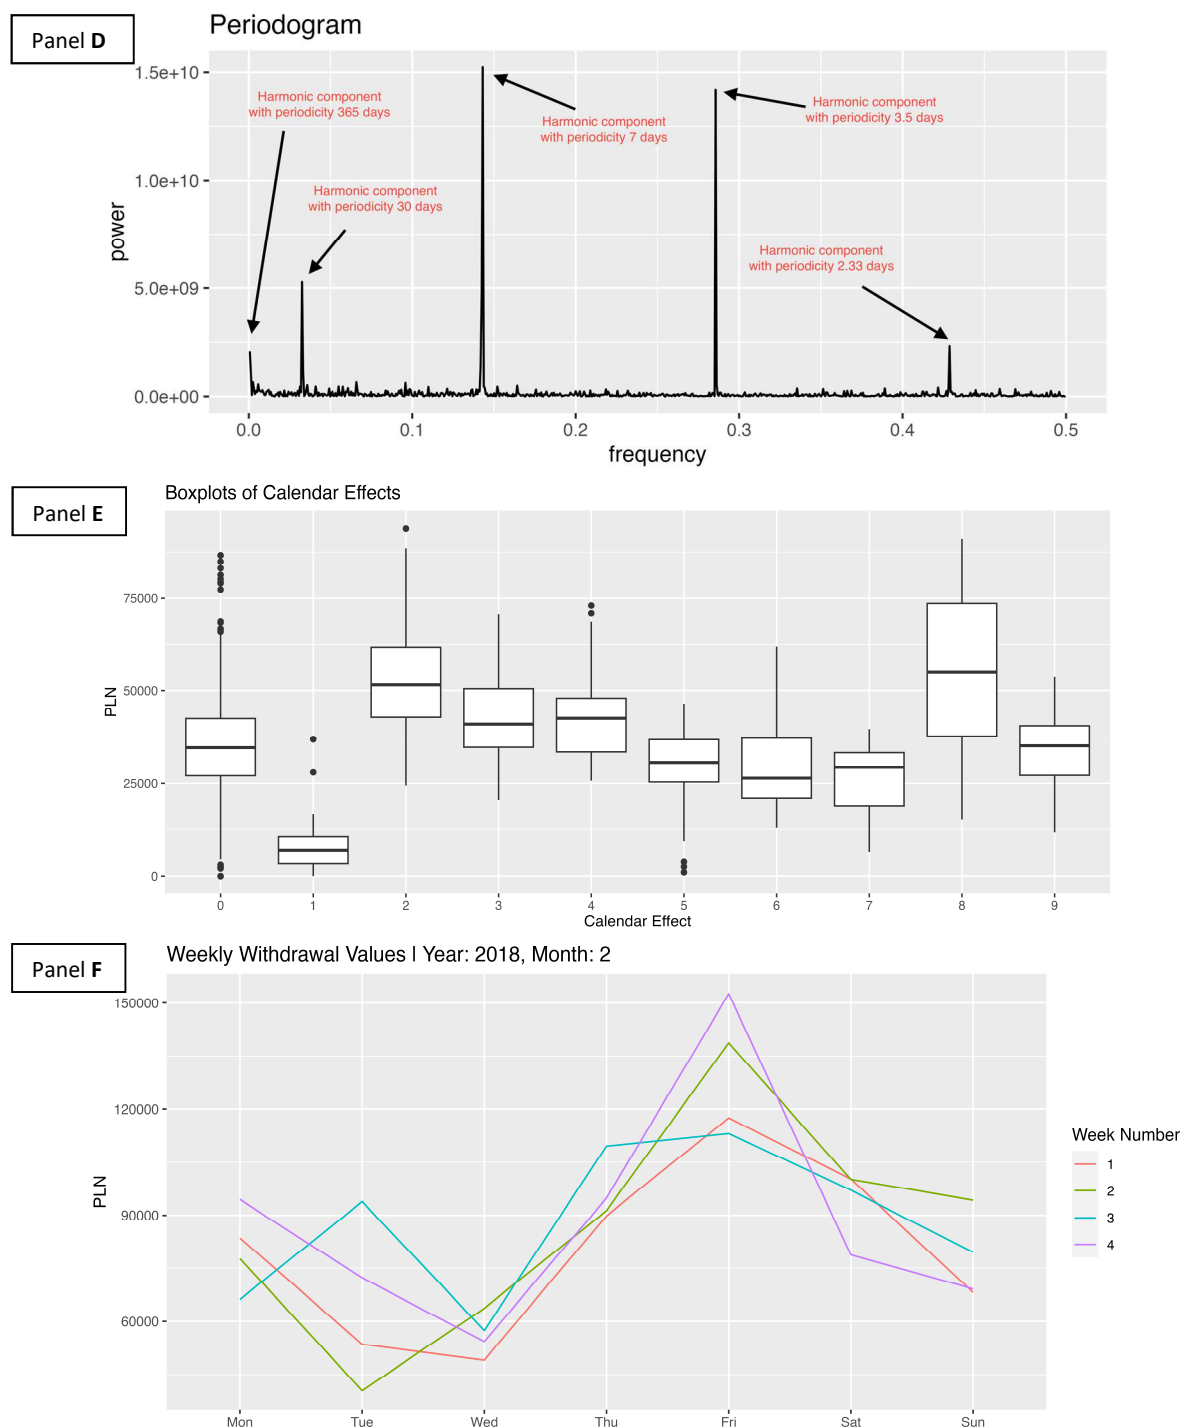 Panel D
Periodogram
1.5e+10
1.0e+10
5.0e+09
0.0e+00
power
Harmonic component
with periodicity 365 days
Harmonic component
with periodicity 30 days
Harmonic component
with periodicity 7 days
Harmonic component
with periodicity 3.5 days
Harmonic component
with periodicity 2.33 days
0.0 0.1 0.2 0.3 0.4 0.5
frequency
Panel E
Boxplots of Calendar Effects
75000
50000
25000
0
PLN
0 1 2 3 4 5 6 7 8 9
Calendar Effect
Panel F
Weekly Withdrawal Values | Year: 2018, Month: 2
150000
120000
90000
60000
PLN
Mon Tue Wed Thu Fri Sat Sun
Week Number
1
2
3
4